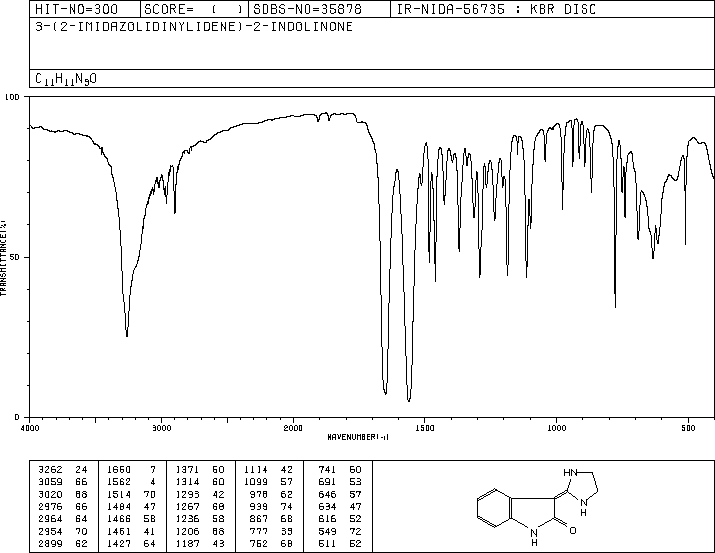 HIT-NO=300 SCORE= ( ) SDBS-NO=35878 IR-NIDA-56735 : KBR DISC
3-(2-IMIDAZOLIDINYLIDENE)-2-INDOLINONE
C11H11N3O
100
50
0
TRANSMITTANCE(%)
4000 3000 2000 1500 1000 500
WAVENUMBER(-1)
3262 24 1650 7 1371 50 1114 42 741 60
3059 66 1562 4 1314 60 1099 57 691 53
3020 68 1514 70 1293 42 978 62 646 57
2976 66 1484 47 1267 68 939 74 634 47
2964 64 1466 58 1236 58 867 68 616 52
2954 70 1461 41 1206 68 777 33 549 72
2899 62 1427 64 1187 43 752 68 511 52
HN
NH
N
H
O